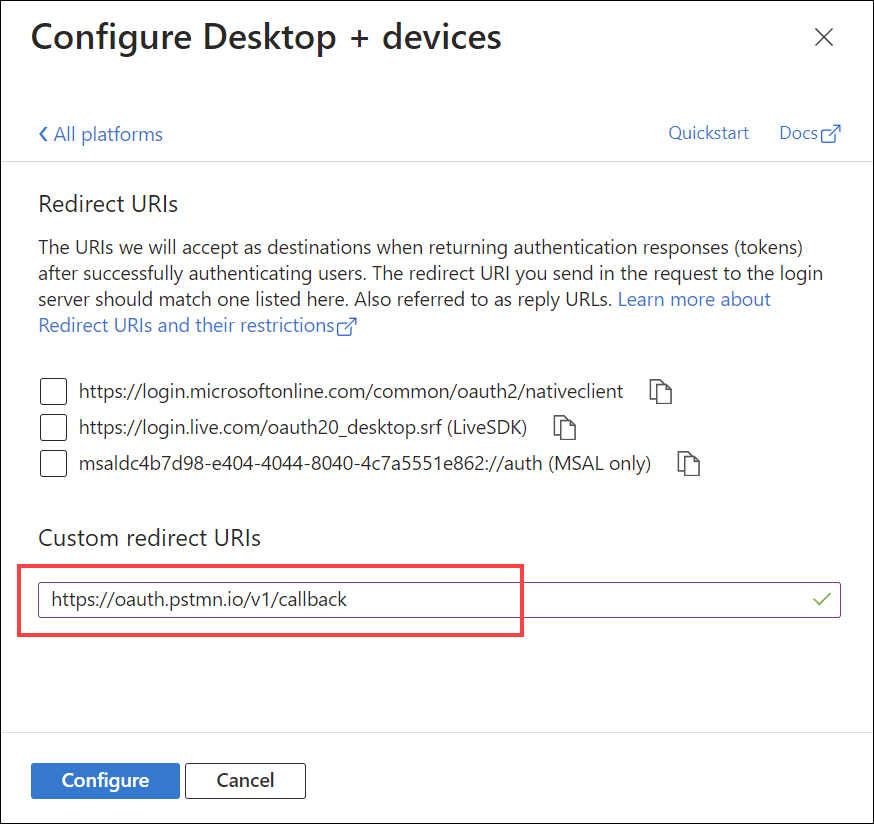 Configure Desktop + devices
All platforms
Quickstart
Docs
Redirect URIs
The URIs we will accept as destinations when returning authentication responses (tokens)
after successfully authenticating users. The redirect URI you send in the request to the login
server should match one listed here. Also referred to as reply URLs. Learn more about
Redirect URIs and their restrictions
https://login.microsoftonline.com/common/oauth2/nativeclient
https://login.live.com/oauth20_desktop.srf (LiveSDK)
msaldc4b7d98-e404-4044-8040-4c7a5551e862://auth (MSAL only)
Custom redirect URIs
https://oauth.pstmn.io/v1/callback
Configure
Cancel